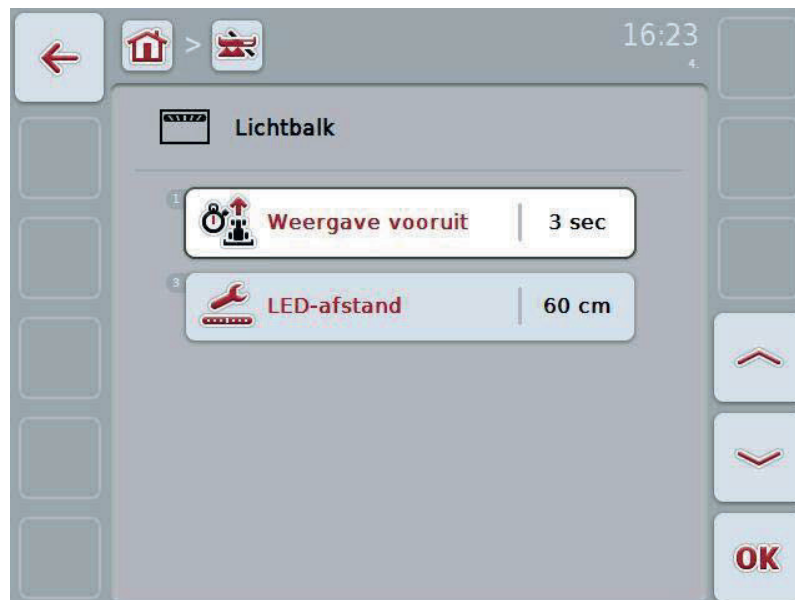 >
16:23
4.
Lichtbalk
1
Weergave vooruit 3 sec
3
LED-afstand 60 cm
OK